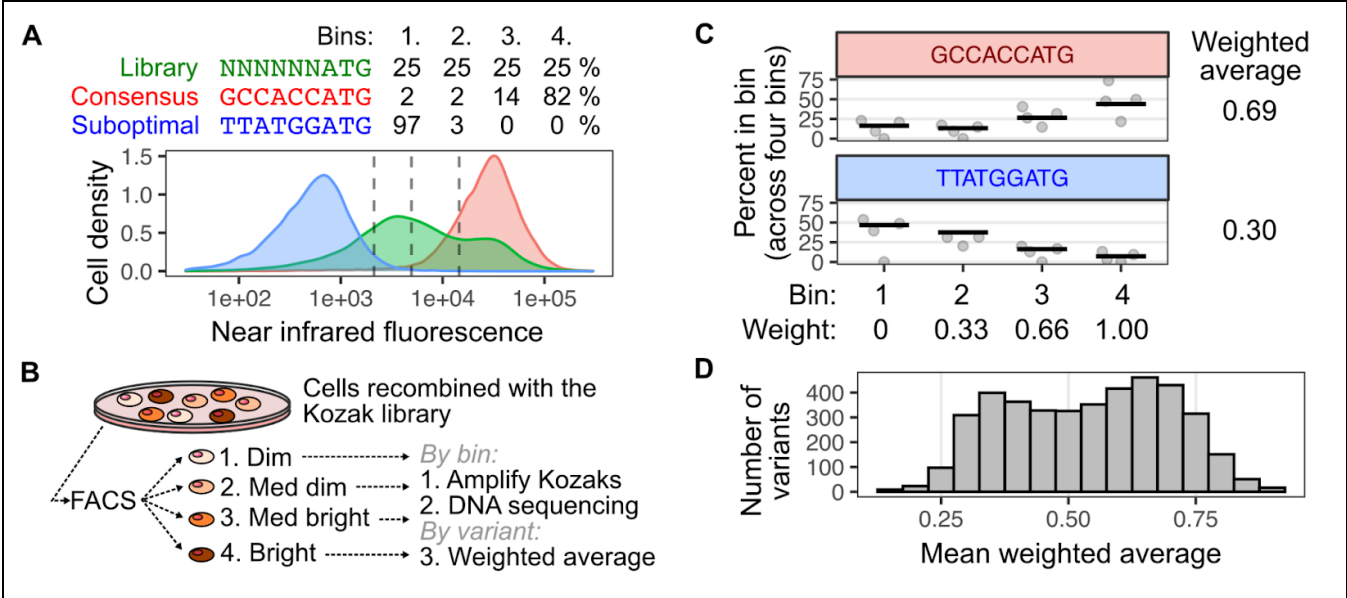 A
Bins: 1. 2. 3. 4.
Library NNNNNNATG 25 25 25 25 %
Consensus GCCACCATG 2 2 14 82 %
Suboptimal TTATGGATG 97 3 0 0 %
Cell density
1.5
1.0
0.5
0.0
1e+02 1e+03 1e+04 1e+05
Near infrared fluorescence
B
Cells recombined with the
Kozak library
FACS
1. Dim
2. Med dim
3. Med bright
4. Bright
By bin:
1. Amplify Kozaks
2. DNA sequencing
By variant:
3. Weighted average
C
Percent in bin
(across four bins)
GCCACCATG
75
50
25
0
TTATGGATG
75
50
25
0
Weighted
average
0.69
0.30
Bin: 1 2 3 4
Weight: 0 0.33 0.66 1.00
D
Number of
variants
400
300
200
100
0
0.25 0.50 0.75
Mean weighted average